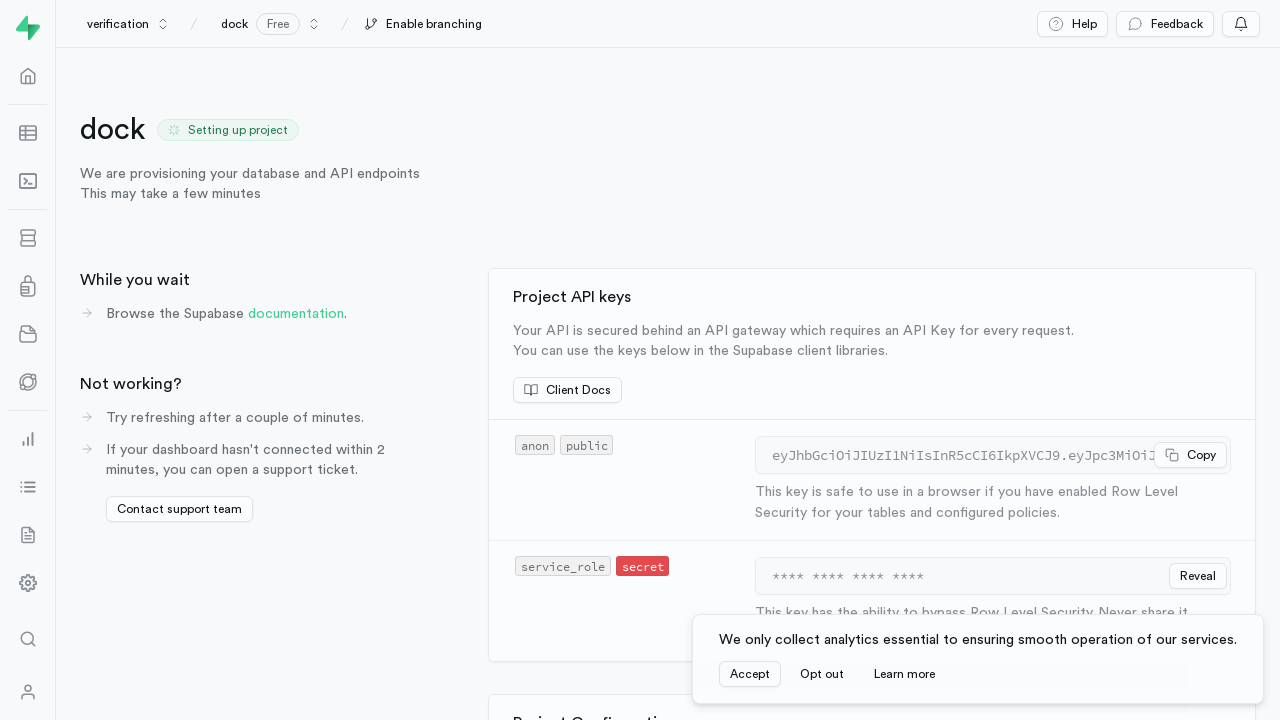 verification
dock
Free
Enable branching
Help
Feedback
dock
Setting up project
We are provisioning your database and API endpoints
This may take a few minutes
While you wait
Browse the Supabase documentation.
Not working?
Try refreshing after a couple of minutes.
If your dashboard hasn't connected within 2
minutes, you can open a support ticket.
Contact support team
Project API keys
Your API is secured behind an API gateway which requires an API Key for every request.
You can use the keys below in the Supabase client libraries.
Client Docs
anon public
eyJhbGciOiJIUzI1NiIsInR5cCI6IkpXVCJ9.eyJpc3MiOiJ
Copy
This key is safe to use in a browser if you have enabled Row Level
Security for your tables and configured policies.
service_role secret
**** **** **** ****
Reveal
This key has the ability to bypass Row Level Security. Never share it
We only collect analytics essential to ensuring smooth operation of our services.
Accept
Opt out
Learn more